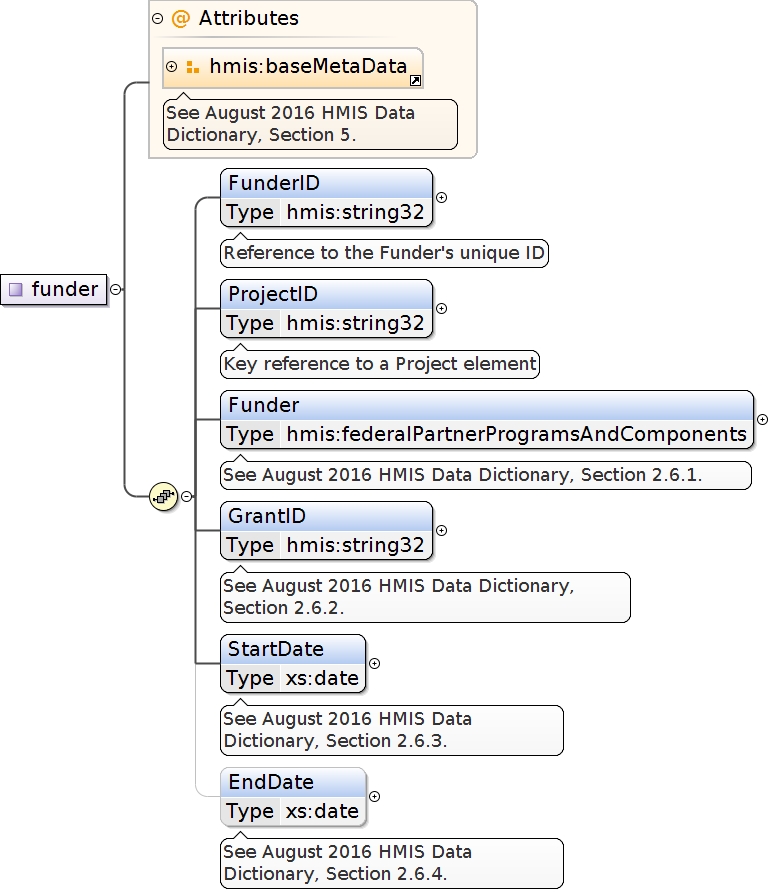 @ Attributes
hmis:baseMetaData
See August 2016 HMIS Data
Dictionary, Section 5.
FunderID
Type hmis:string32
Reference to the Funder's unique ID
funder
ProjectID
Type hmis:string32
Key reference to a Project element
Funder
Type hmis:federalPartnerProgramsAndComponents
See August 2016 HMIS Data Dictionary, Section 2.6.1.
GrantID
Type hmis:string32
See August 2016 HMIS Data Dictionary,
Section 2.6.2.
StartDate
Type xs:date
See August 2016 HMIS Data
Dictionary, Section 2.6.3.
EndDate
Type xs:date
See August 2016 HMIS Data
Dictionary, Section 2.6.4.